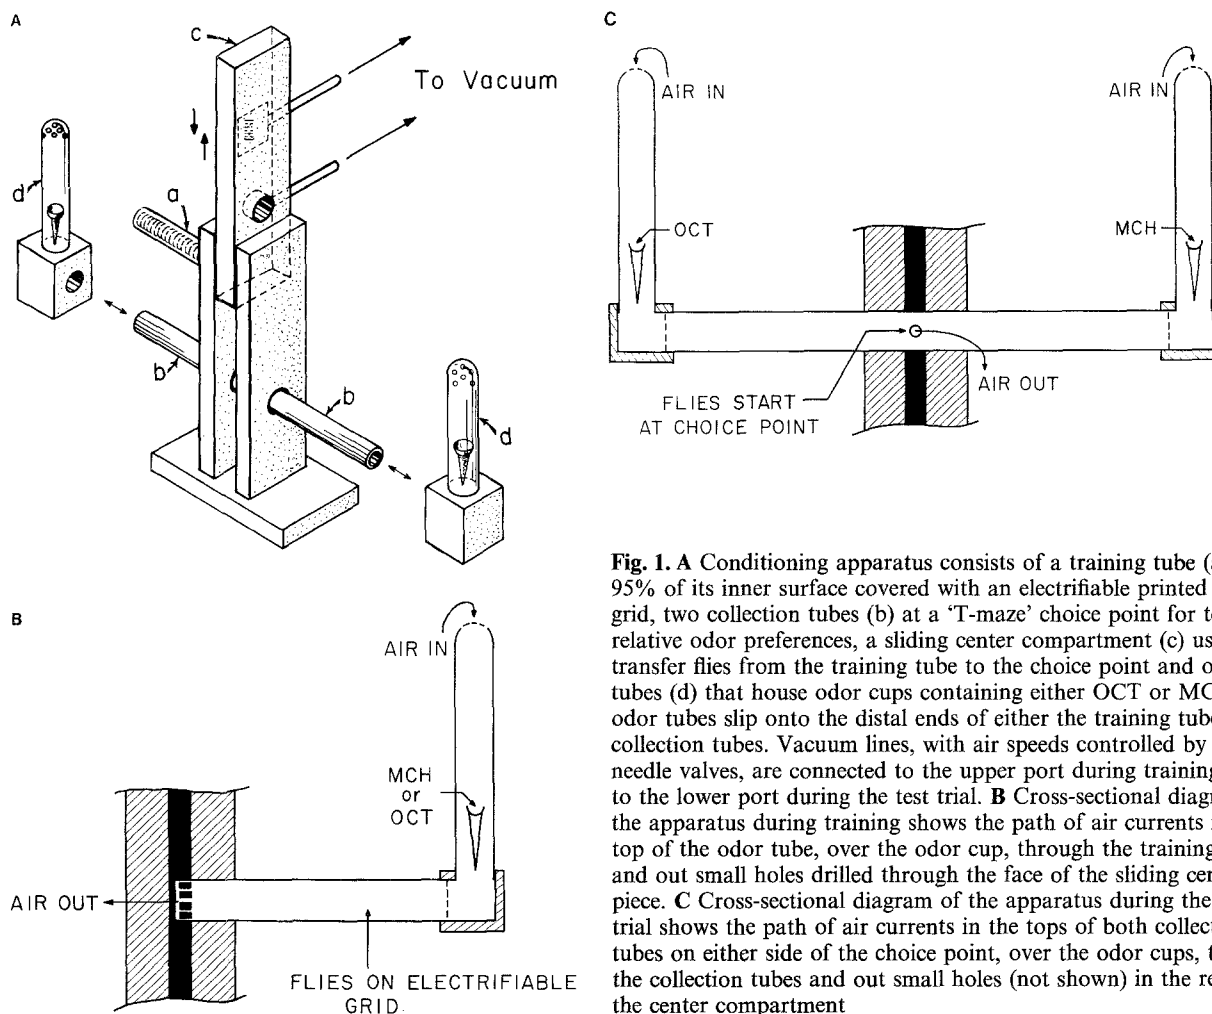 A
c
To Vacuum
d
a
b
b
d
B
AIR IN
MCH
or
OCT
AIR OUT
FLIES ON ELECTRIFIABLE
GRID
C
AIR IN
AIR IN
OCT
MCH
AIR OUT
FLIES START
AT CHOICE POINT
Fig. 1. A Conditioning apparatus consists of a training tube (
95% of its inner surface covered with an electrifiable printed
grid, two collection tubes (b) at a ‘T-maze’ choice point for
relative odor preferences, a sliding center compartment (c) us
transfer flies from the training tube to the choice point and o
tubes (d) that house odor cups containing either OCT or MC
odor tubes slip onto the distal ends of either the training tube
collection tubes. Vacuum lines, with air speeds controlled by
needle valves, are connected to the upper port during training
to the lower port during the test trial. B Cross-sectional diagr
the apparatus during training shows the path of air currents
top of the odor tube, over the odor cup, through the training
and out small holes drilled through the face of the sliding cen
piece. C Cross-sectional diagram of the apparatus during the
trial shows the path of air currents in the tops of both collect
tubes on either side of the choice point, over the odor cups, t
the collection tubes and out small holes (not shown) in the re
the center compartment